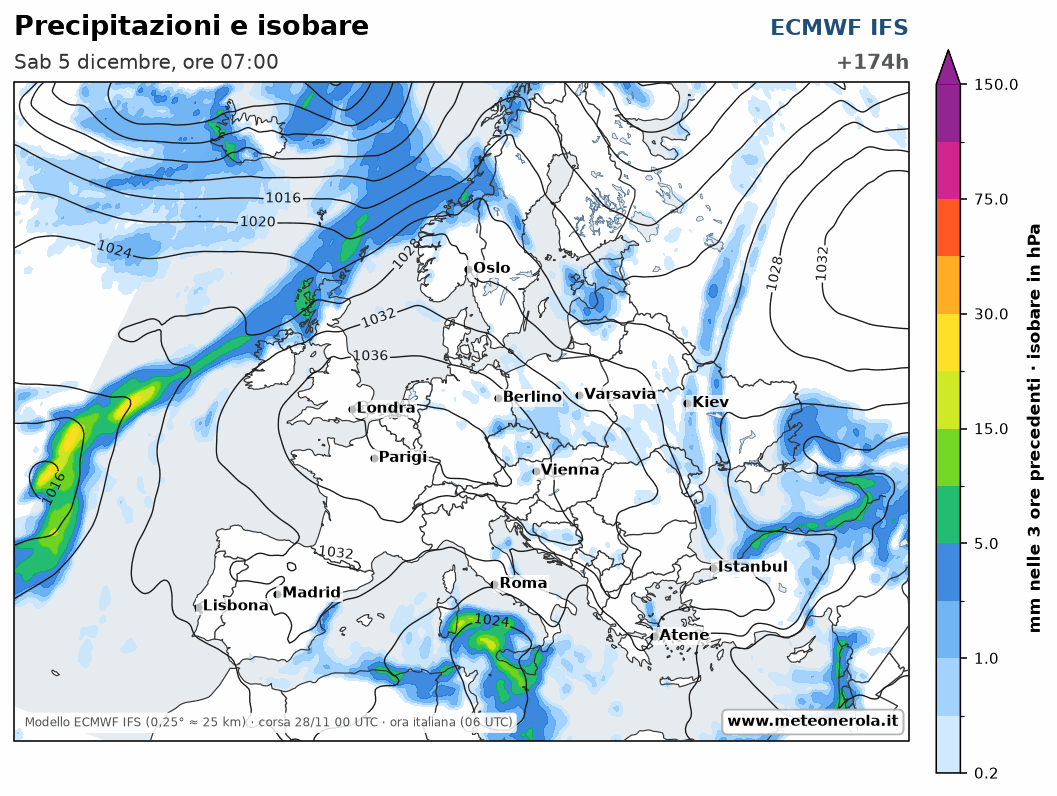 Precipitazioni e isobare
ECMWF IFS
Sab 5 dicembre, ore 07:00
+174h
150.0
75.0
30.0
15.0
5.0
1.0
0.2
mm nelle 3 ore precedenti · isobare in hPa
1016
1020
1024
1028
1032
1036
1028
1032
1016
1032
1024
Oslo
Londra
Berlino
Varsavia
Kiev
Parigi
Vienna
Istanbul
Roma
Madrid
Lisbona
Atene
Modello ECMWF IFS (0,25° ≈ 25 km) · corsa 28/11 00 UTC · ora italiana (06 UTC)
www.meteonerola.it